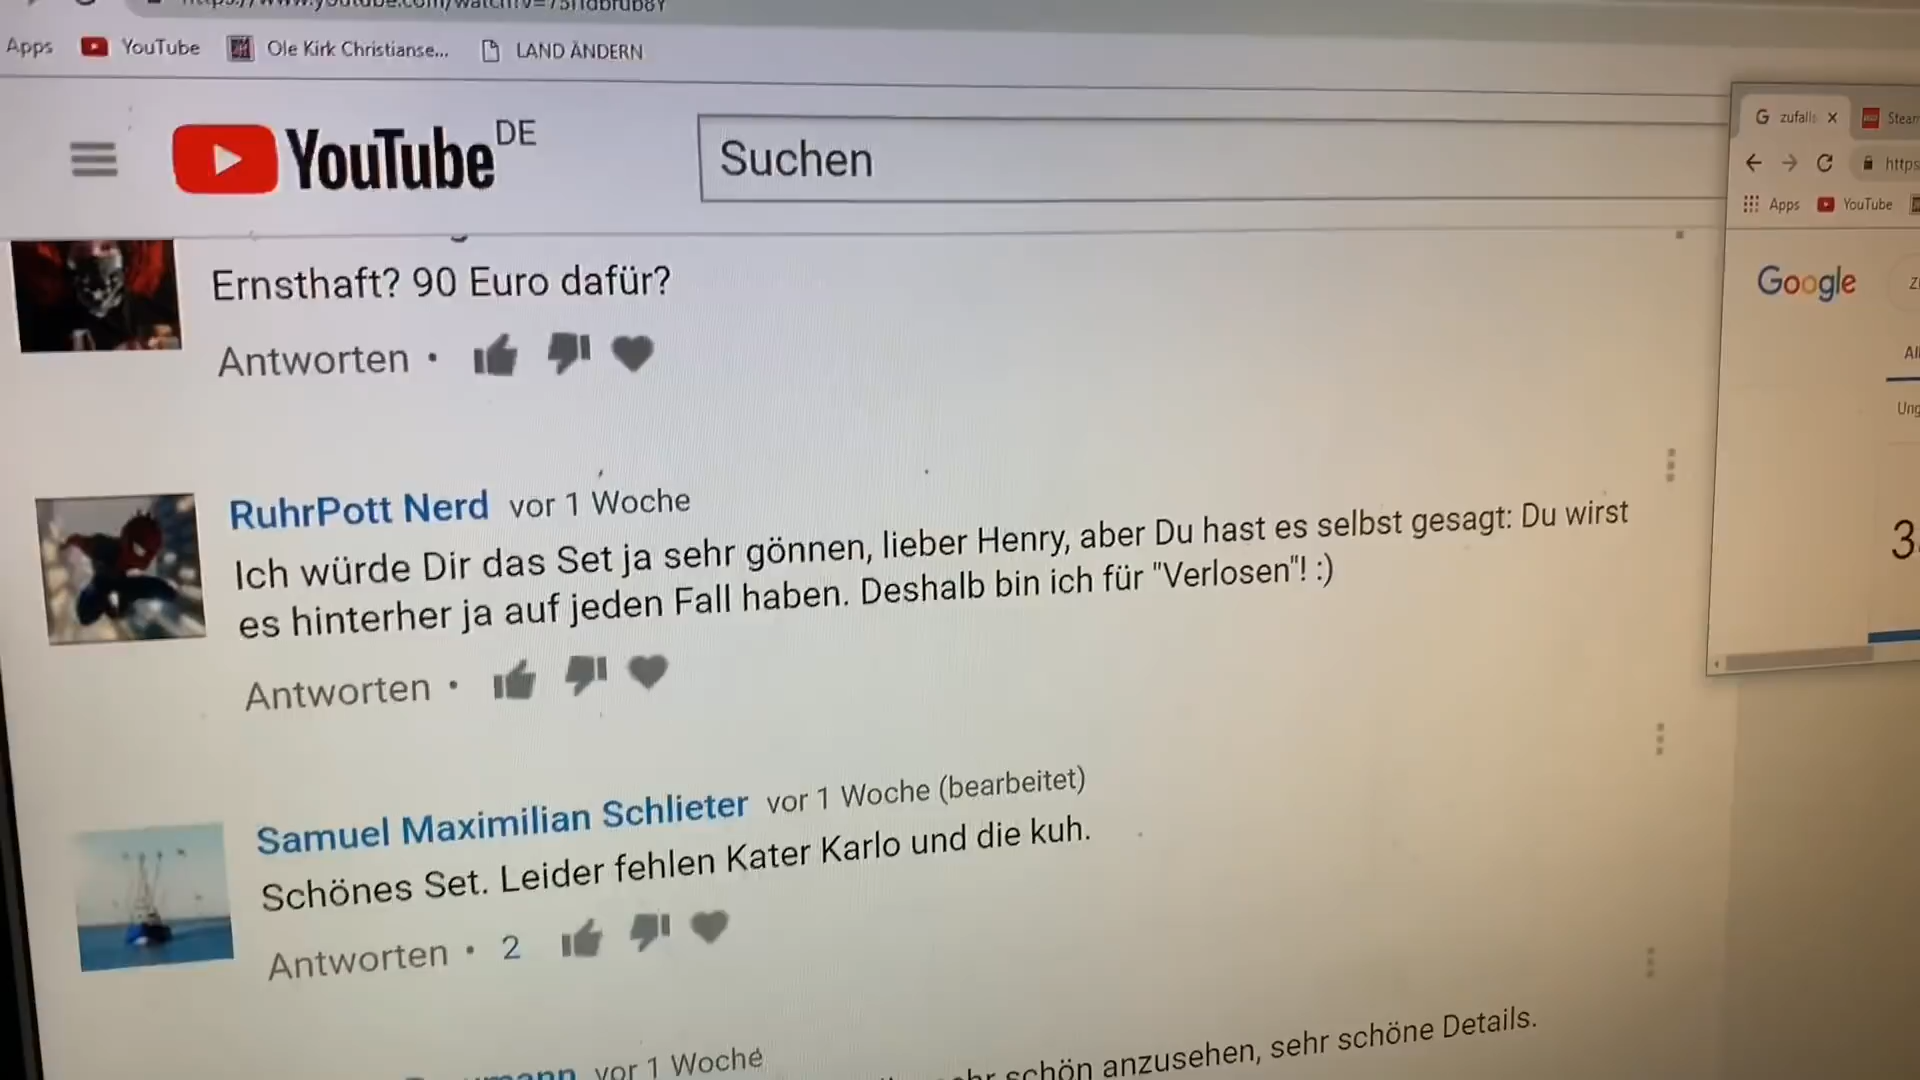 Apps YouTube Ole Kirk Christianse... LAND ÄNDERN
YouTube DE
Suchen
Ernsthaft? 90 Euro dafür?
Antworten •
RuhrPott Nerd vor 1 Woche
Ich würde Dir das Set ja sehr gönnen, lieber Henry, aber Du hast es selbst gesagt: Du wirst
es hinterher ja auf jeden Fall haben. Deshalb bin ich für "Verlosen"! :)
Antworten •
Samuel Maximilian Schlieter vor 1 Woche (bearbeitet)
Schönes Set. Leider fehlen Kater Karlo und die kuh.
Antworten • 2
vor 1 Woche
schön anzusehen, sehr schöne Details.
G zufalls
https
Apps YouTube
Google